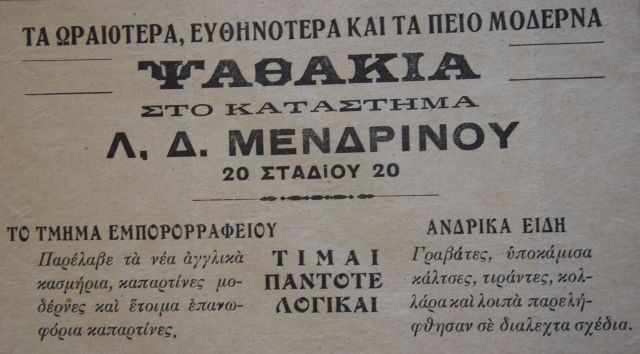 ΤΑ ΩΡΑΙΟΤΕΡΑ, ΕΥΘΗΝΟΤΕΡΑ ΚΑΙ ΤΑ ΠΕΙΟ ΜΟΔΕΡΝΑ
ΨΑΘΑΚΙΑ
ΣΤΟ ΚΑΤΑΣΤΗΜΑ
Λ, Δ. ΜΕΝΔΡΙΝΟΥ
20 ΣΤΑΔΙΟΥ 20
ΤΟ ΤΜΗΜΑ ΕΜΠΟΡΟΡΡΑΦΕΙΟΥ
Παρέλαβε τὰ νέα ἀγγλικὰ
κασμήρια, καπαρτίνες μο-
δέρνες καὶ ἕτοιμα ἐπανω-
φόρια καπαρτίνες.
ΤΙΜΑΙ
ΠΑΝΤΟΤΕ
ΛΟΓΙΚΑΙ
ΑΝΔΡΙΚΑ ΕΙΔΗ
Γραβάτες, ὑποκάμισα
κάλτσες, τιράντες, κολ-
λάρα καὶ λοιπὰ παρελή-
φθησαν σὲ διαλεχτα σχέδια.